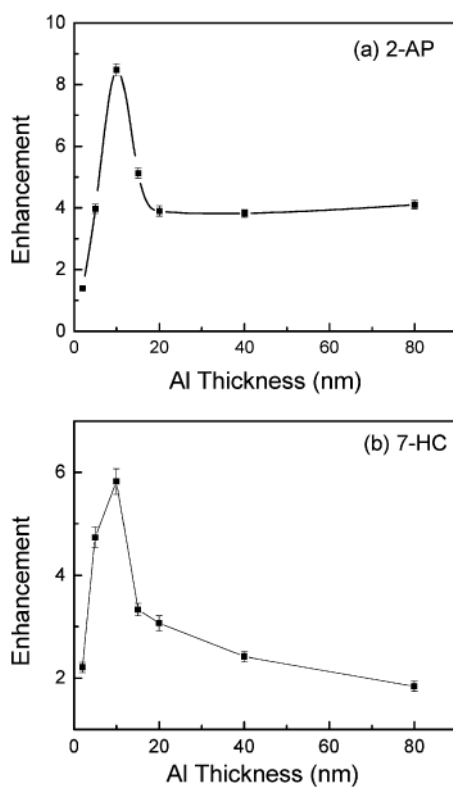 (a) 2-AP
10
8
6
4
2
0
Enhancement
0 20 40 60 80
Al Thickness (nm)
(b) 7-HC
6
4
2
Enhancement
0 20 40 60 80
Al Thickness (nm)